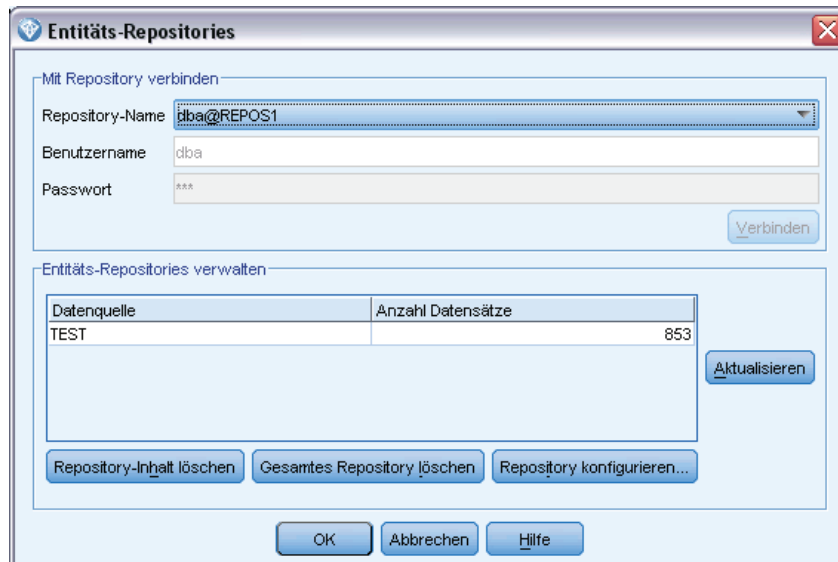 Entitäts-Repositories
Mit Repository verbinden
Repository-Name dba@REPOS1
Benutzername dba
Passwort ***
Verbinden
Entitäts-Repositories verwalten
Datenquelle Anzahl Datensätze
TEST 853
Aktualisieren
Repository-Inhalt löschen Gesamtes Repository löschen Repository konfigurieren...
OK Abbrechen Hilfe